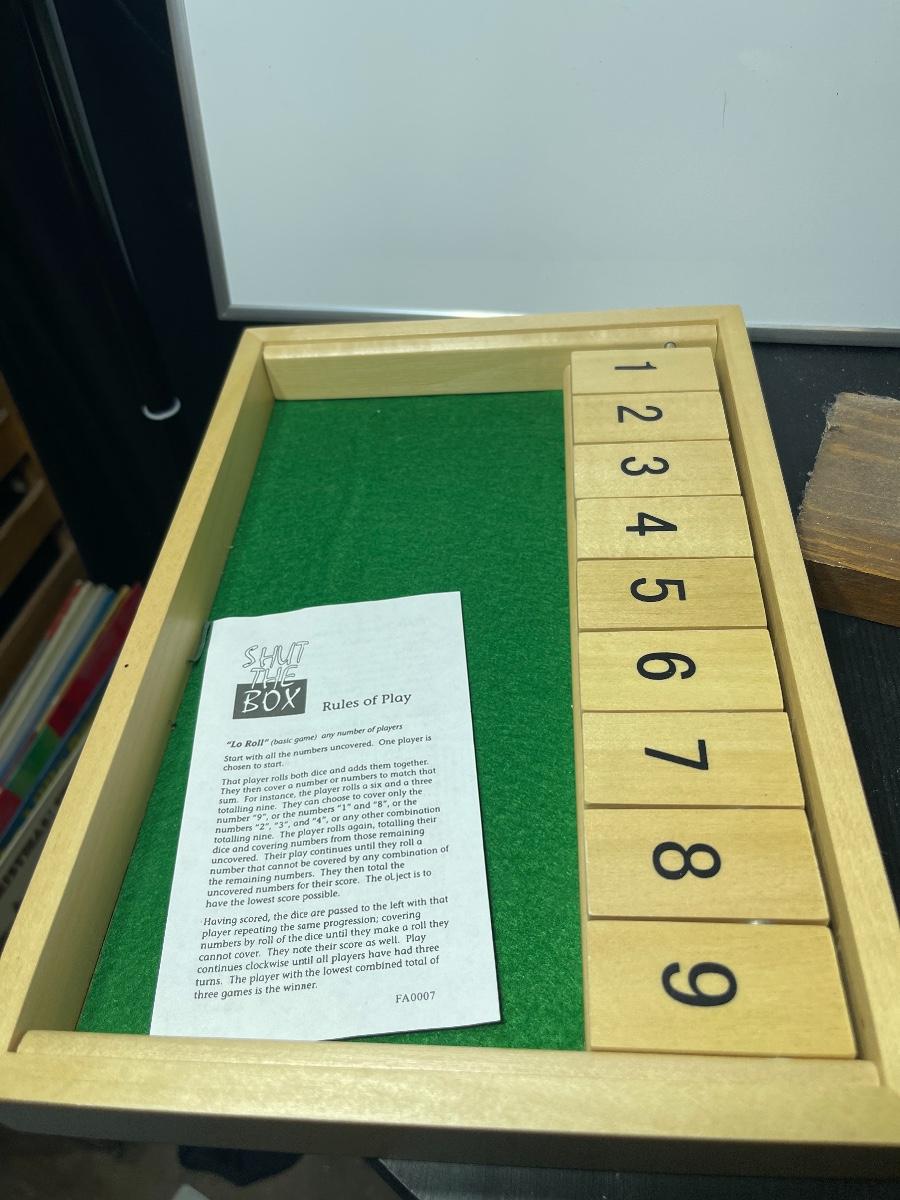 SHUT
THE
BOX
Rules of Play
"Lo Roll" (basic game) any number of players
Start with all the numbers uncovered. One player is
chosen to start.
That player rolls both dice and adds them together.
They then cover a number or numbers to match that
sum. For instance, the player rolls a six and a three
totalling nine. They can choose to cover only the
number "9", or the numbers "1" and "8", or the
numbers "2", "3", and "4", or any other combination
totalling nine. The player rolls again, totalling their
dice and covering numbers from those remaining
uncovered. Their play continues until they roll a
number that cannot be covered by any combination of
the remaining numbers. They then total the
uncovered numbers for their score. The oLject is to
have the lowest score possible.
Having scored, the dice are passed to the left with that
player repeating the same progression; covering
numbers by roll of the dice until they make a roll they
cannot cover. They note their score as well. Play
continues clockwise until all players have had three
turns. The player with the lowest combined total of
three games is the winner.
FA0007
1
2
3
4
5
6
7
8
9